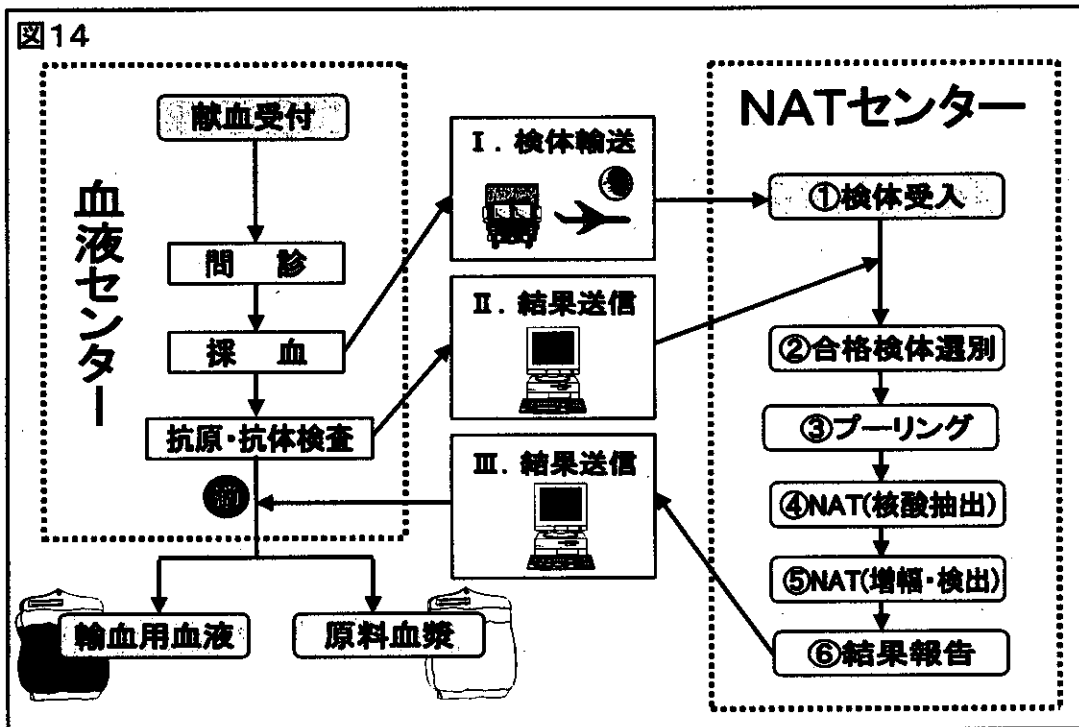 図14
血液センター
献血受付
問 診
採 血
抗原・抗体検査
輸血用血液
原料血漿
Ⅰ．検体輸送
Ⅱ．結果送信
Ⅲ．結果送信
NATセンター
①検体受入
②合格検体選別
③プーリング
④NAT(核酸抽出)
⑤NAT(増幅・検出)
⑥結果報告